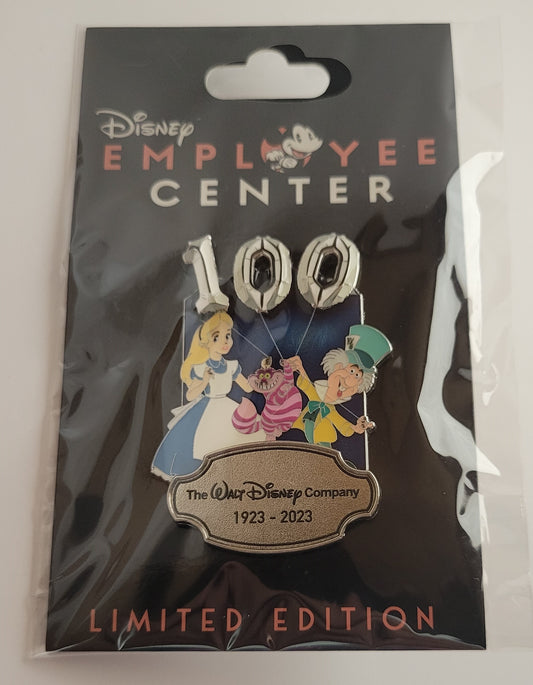 Disney
EMPLOYEE
CENTER
100
The WALT DISNEY Company
1923 - 2023
LIMITED EDITION